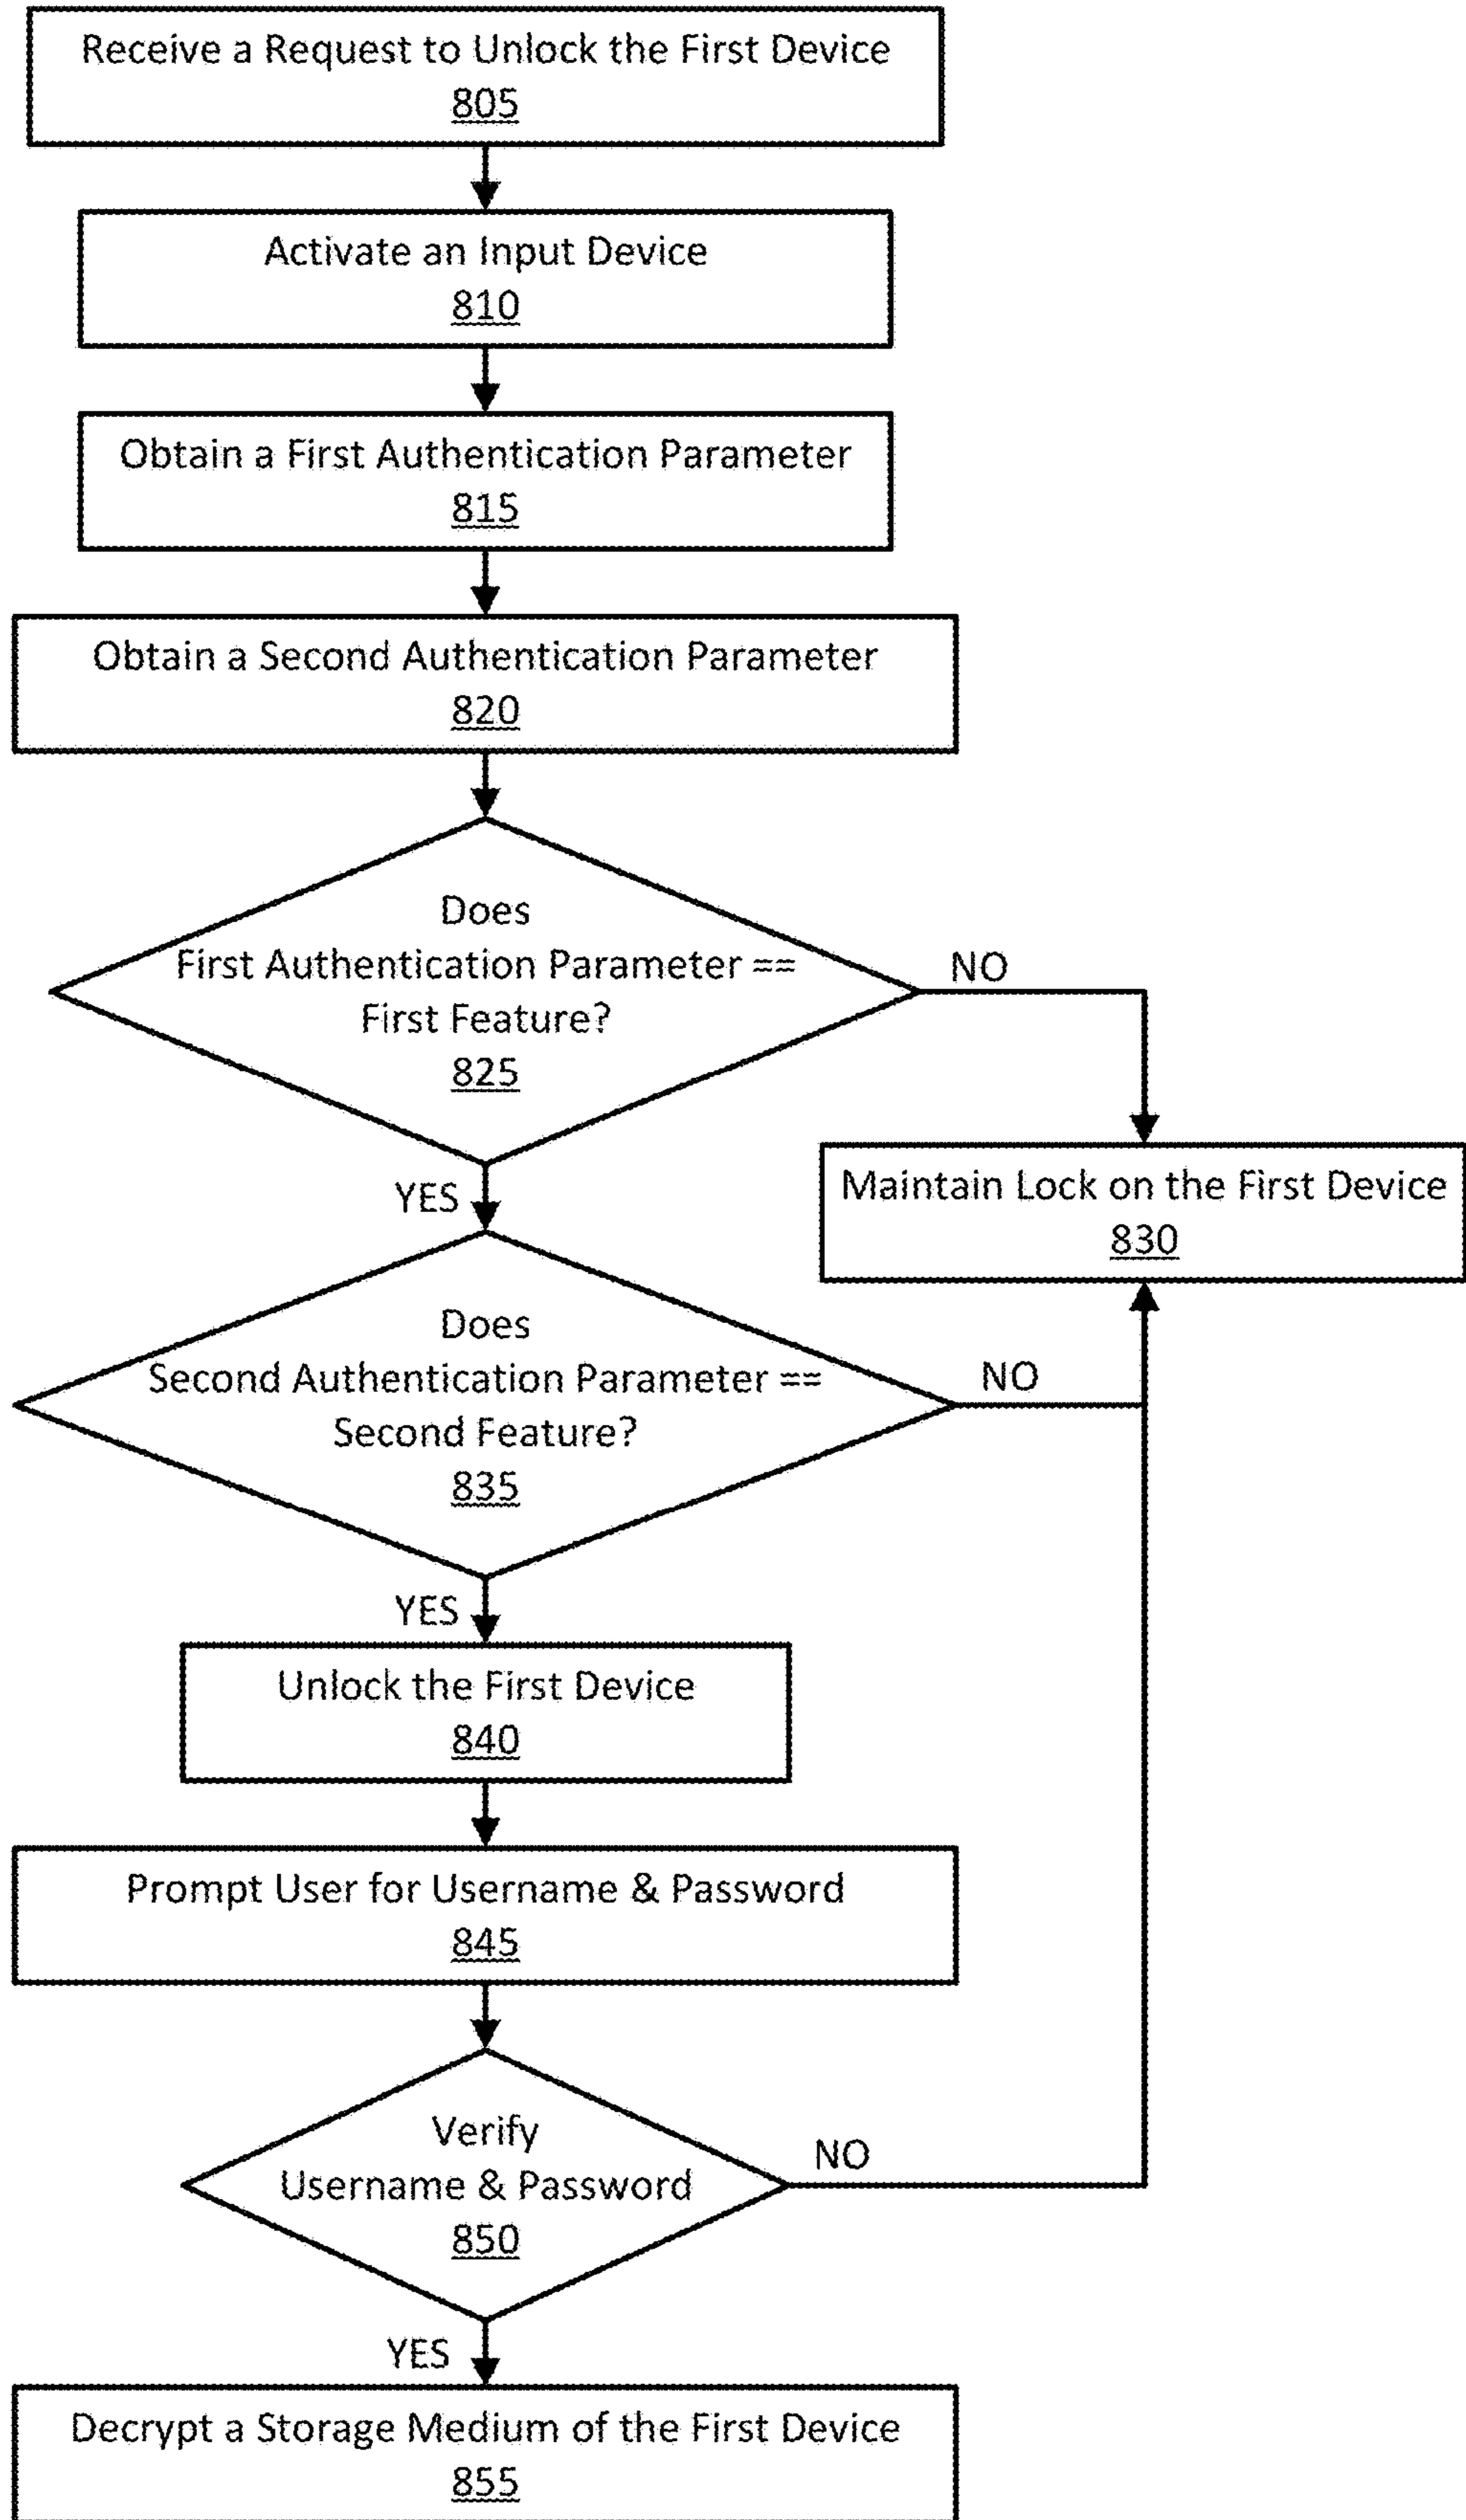 Receive a Request to Unlock the First Device
805
Activate an Input Device
810
Obtain a First Authentication Parameter
815
Obtain a Second Authentication Parameter
820
Does
First Authentication Parameter ==
First Feature?
825
NO
YES
Maintain Lock on the First Device
830
Does
Second Authentication Parameter ==
Second Feature?
835
NO
YES
Unlock the First Device
840
Prompt User for Username & Password
845
Verify
Username & Password
850
NO
YES
Decrypt a Storage Medium of the First Device
855